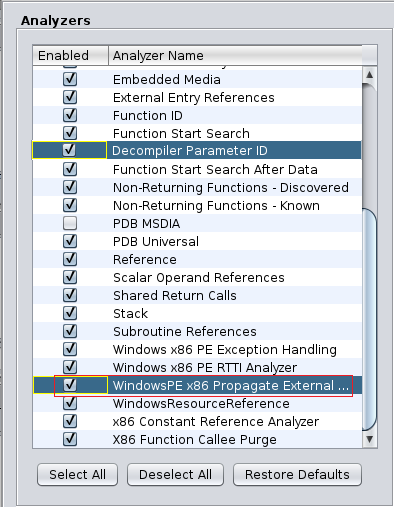 Analyzers
Enabled Analyzer Name
Embedded Media
External Entry References
Function ID
Function Start Search
Decompiler Parameter ID
Function Start Search After Data
Non-Returning Functions - Discovered
Non-Returning Functions - Known
PDB MSDIA
PDB Universal
Reference
Scalar Operand References
Shared Return Calls
Stack
Subroutine References
Windows x86 PE Exception Handling
Windows x86 PE RTTI Analyzer
WindowsPE x86 Propagate External ...
WindowsResourceReference
x86 Constant Reference Analyzer
X86 Function Callee Purge
Select All Deselect All Restore Defaults